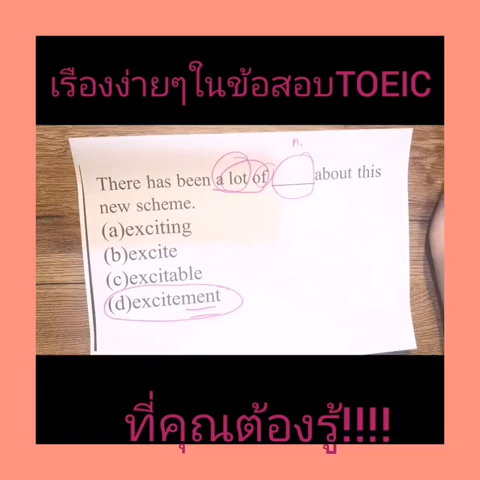 เรืองง่ายๆในข้อสอบTOEIC
n.
There has been a lot of ______ about this
new scheme.
(a)exciting
(b)excite
(c)excitable
(d)excitement
ที่คุณต้องรู้!!!!